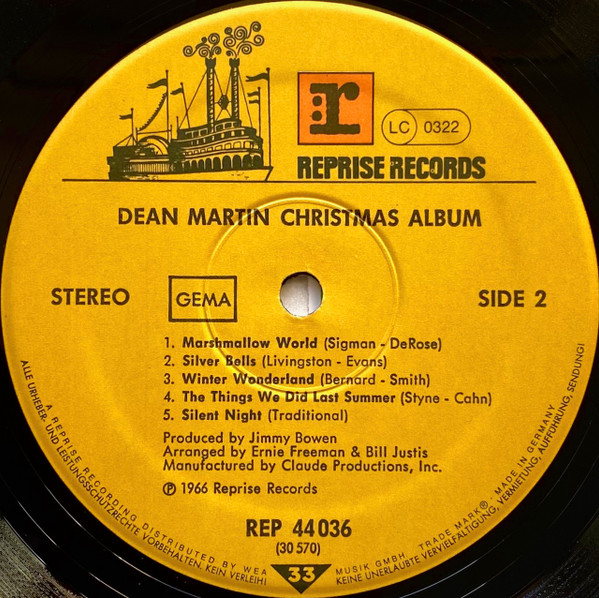 r
LC 0322
REPRISE RECORDS
DEAN MARTIN CHRISTMAS ALBUM
STEREO GEMA SIDE 2
1. Marshmallow World (Sigman - DeRose)
2. Silver Bells (Livingston - Evans)
3. Winter Wonderland (Bernard - Smith)
4. The Things We Did Last Summer (Styne - Cahn)
5. Silent Night (Traditional)
Produced by Jimmy Bowen
Arranged by Ernie Freeman & Bill Justis
Manufactured by Claude Productions, Inc.
℗ 1966 Reprise Records
REP 44 036
(30 570)
33
A REPRISE RECORDING DISTRIBUTED BY WEA MUSIK GMBH. TRADE MARK® - MADE IN GERMANY
ALLE URHEBER- UND LEISTUNGSSCHUTZRECHTE VORBEHALTEN. KEIN VERLEIH! KEINE UNERLAUBTE VERVIELFÄLTIGUNG, VERMIETUNG, AUFFÜHRUNG, SENDUNG!